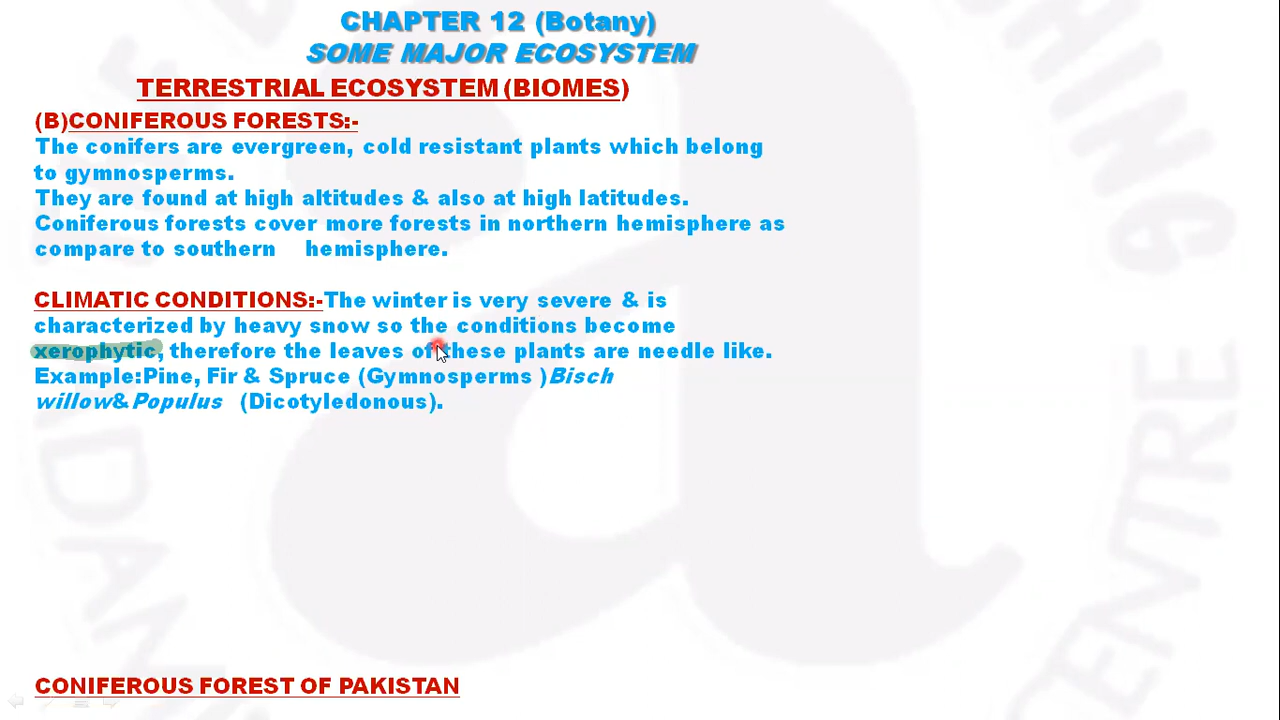 CHAPTER 12 (Botany)
SOME MAJOR ECOSYSTEM
TERRESTRIAL ECOSYSTEM (BIOMES)
(B)CONIFEROUS FORESTS:-
The conifers are evergreen, cold resistant plants which belong
to gymnosperms.
They are found at high altitudes & also at high latitudes.
Coniferous forests cover more forests in northern hemisphere as
compare to southern hemisphere.
CLIMATIC CONDITIONS:-The winter is very severe & is
characterized by heavy snow so the conditions become
xerophytic, therefore the leaves of these plants are needle like.
Example:Pine, Fir & Spruce (Gymnosperms )Bisch
willow&Populus (Dicotyledonous).
CONIFEROUS FOREST OF PAKISTAN